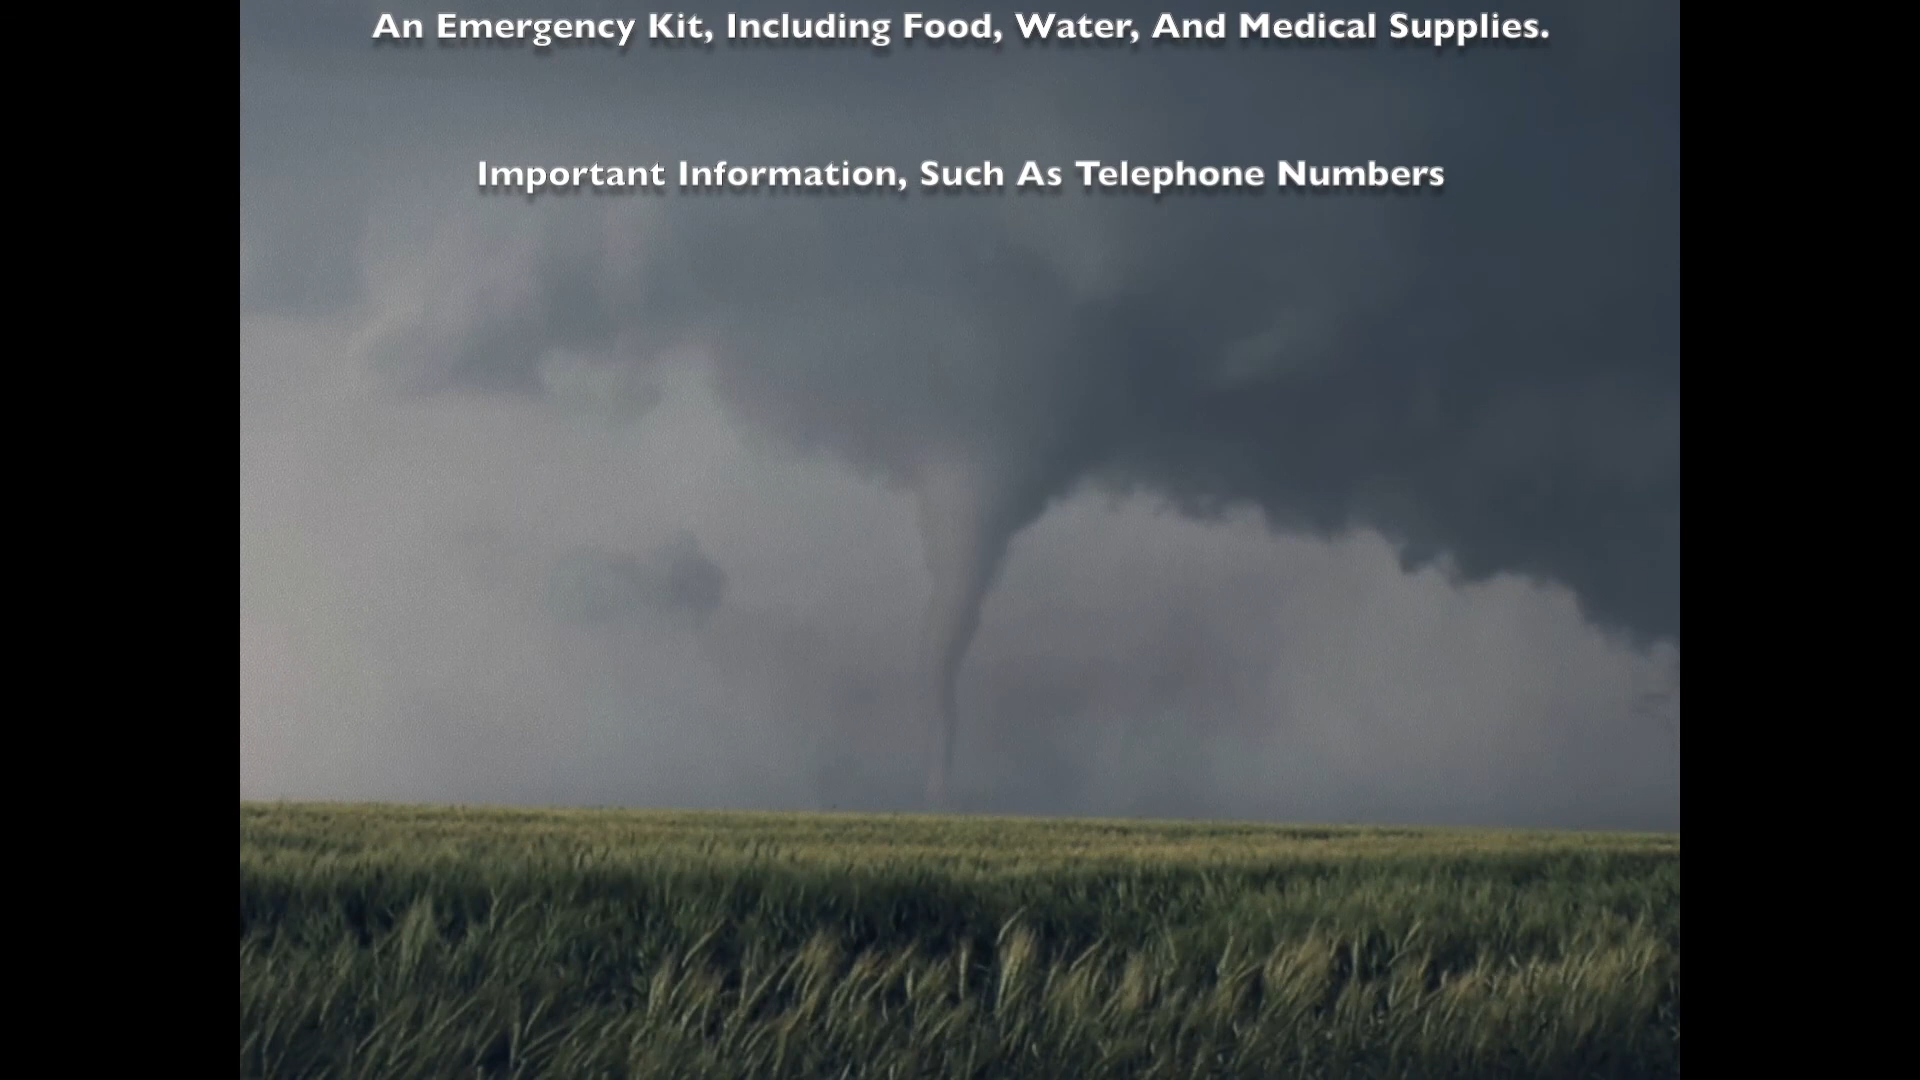 An Emergency Kit, Including Food, Water, And Medical Supplies.
Important Information, Such As Telephone Numbers